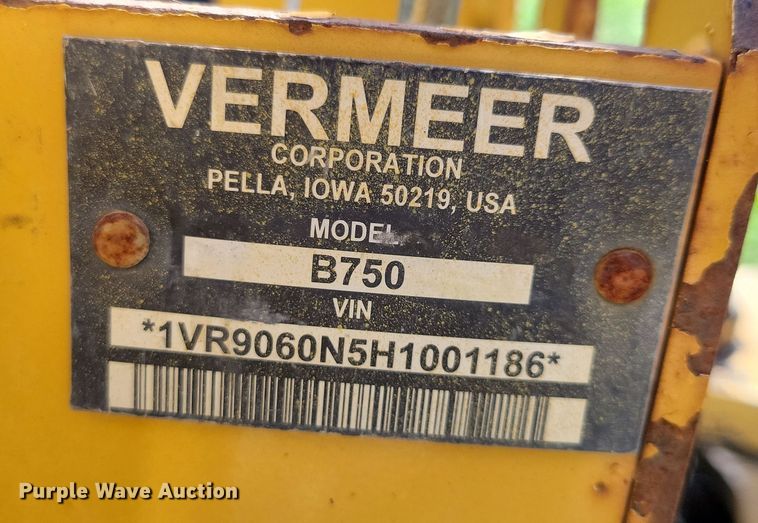 VERMEER
CORPORATION
PELLA, IOWA 50219, USA
MODEL
B750
VIN
*1VR9060N5H1001186*
Purple Wave Auction